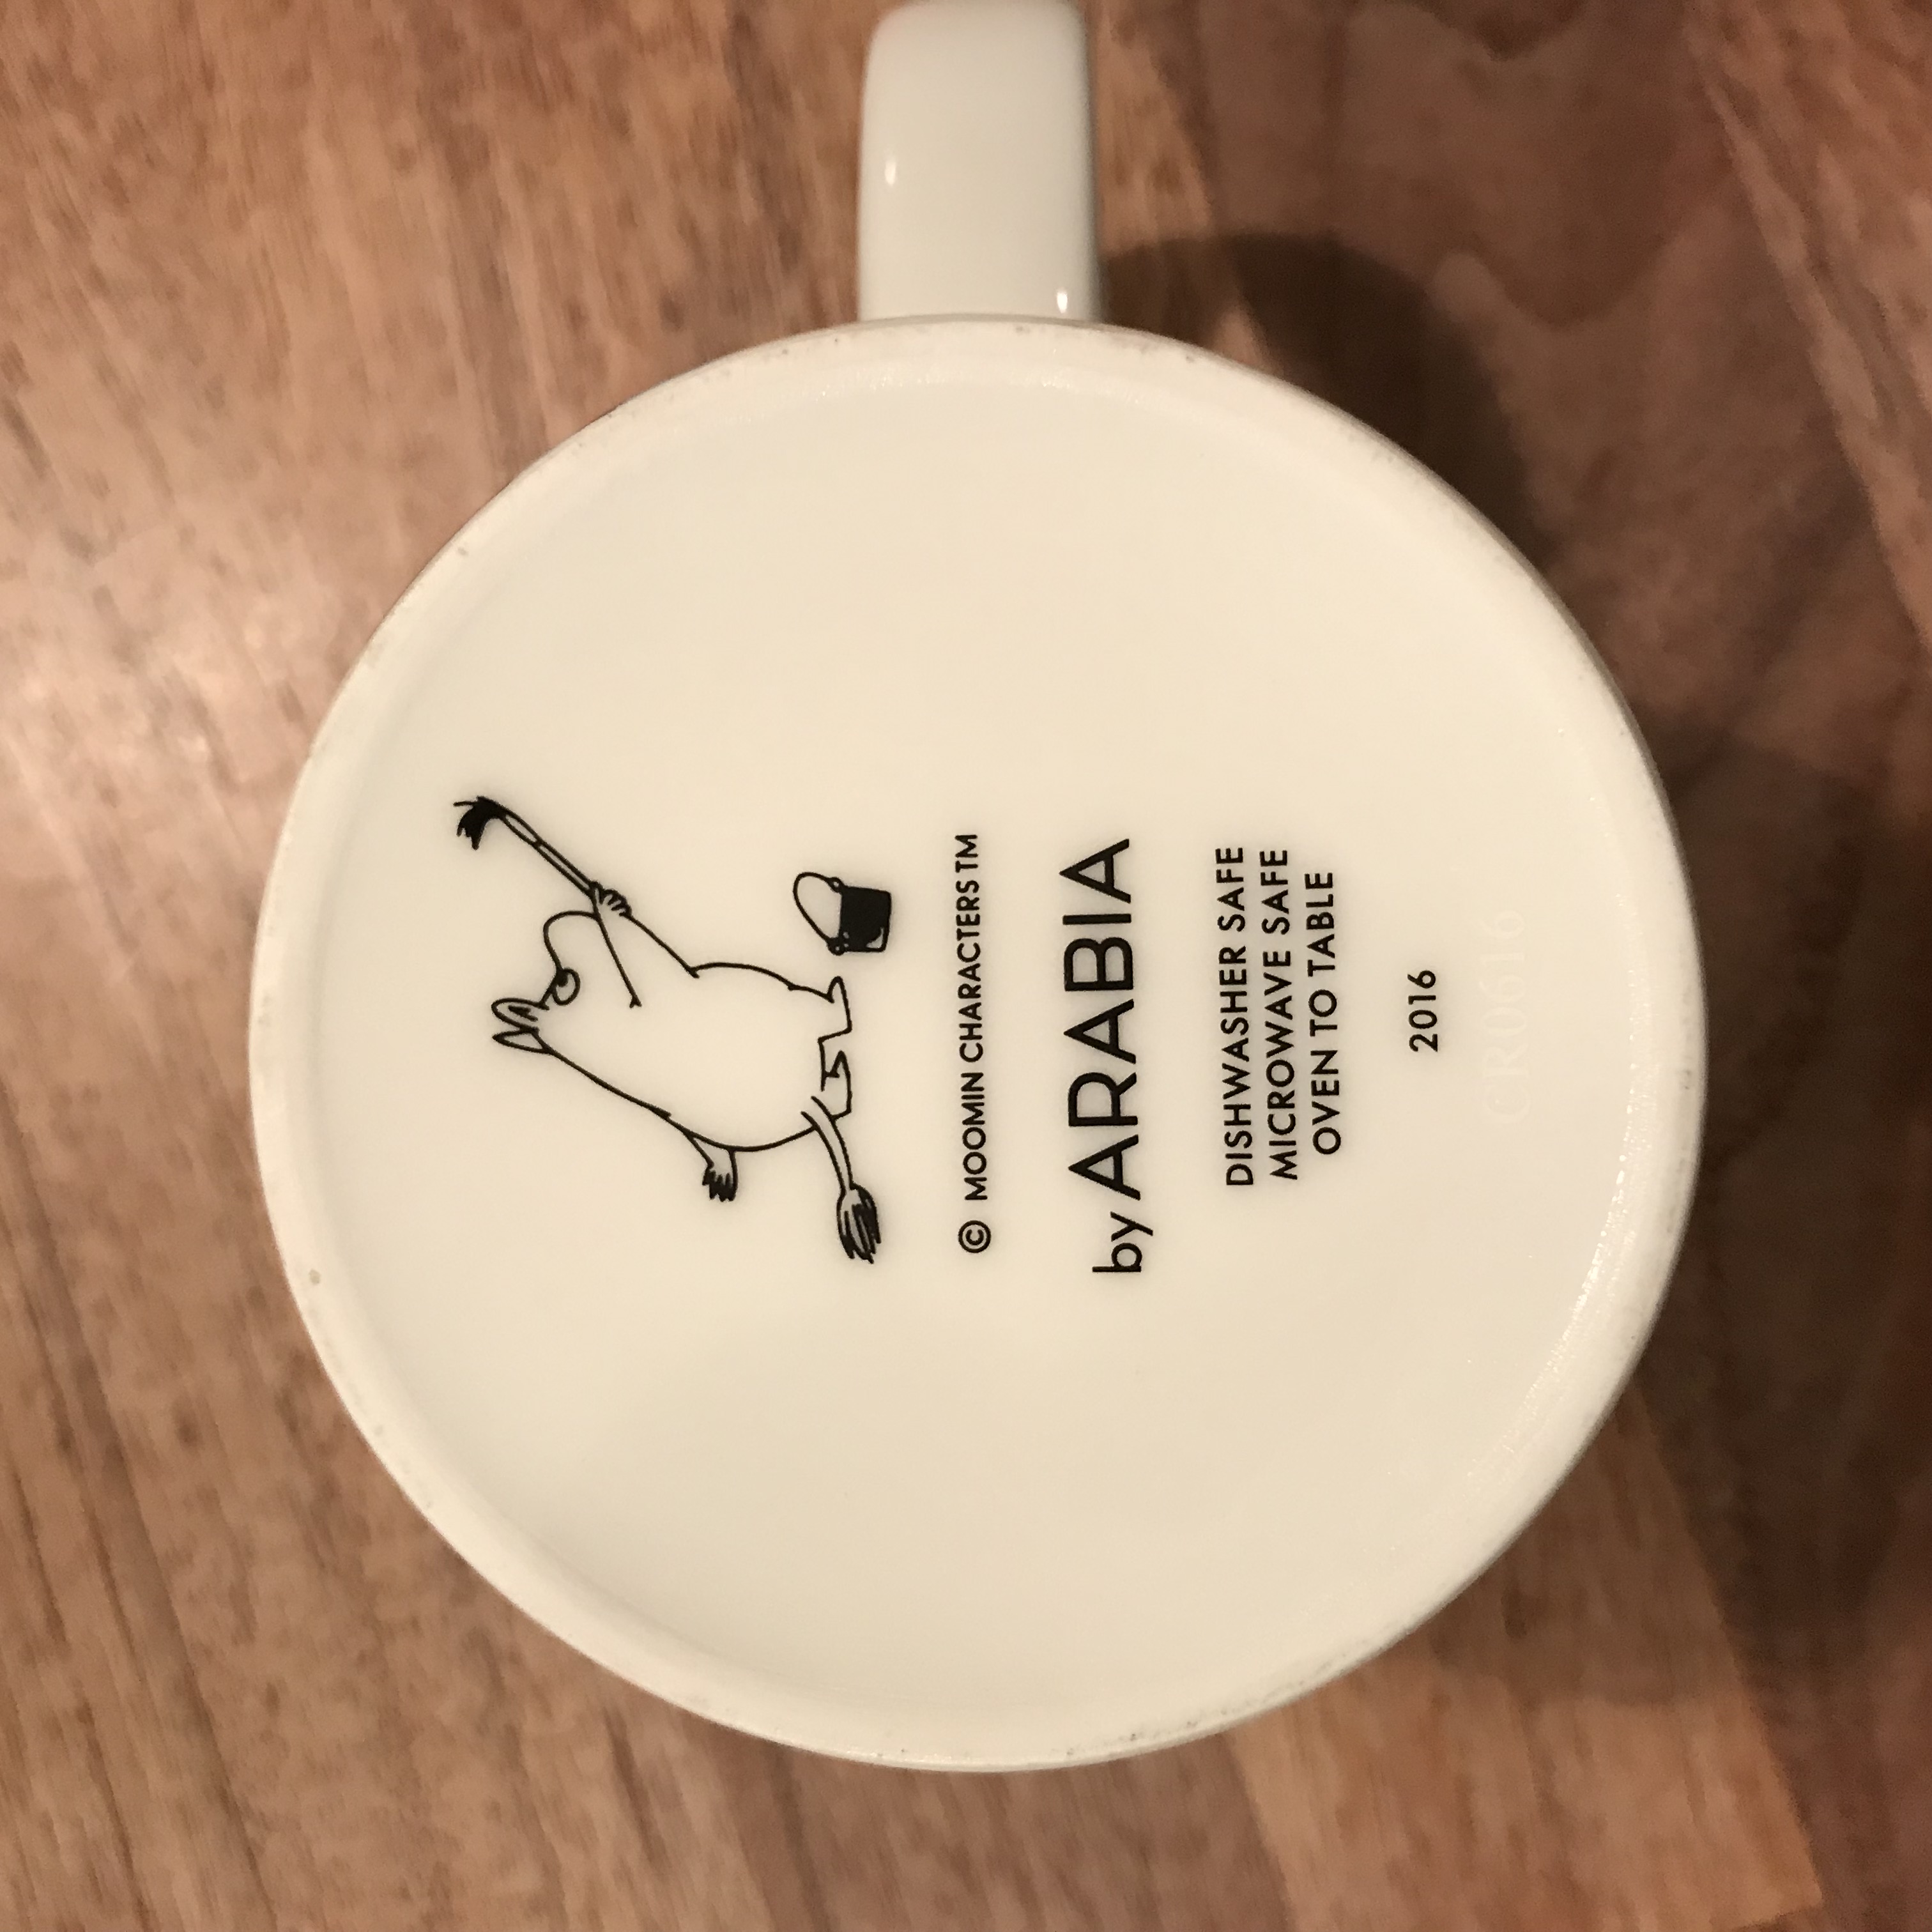 © MOOMIN CHARACTERS TM
by ARABIA
DISHWASHER SAFE
MICROWAVE SAFE
OVEN TO TABLE
2016